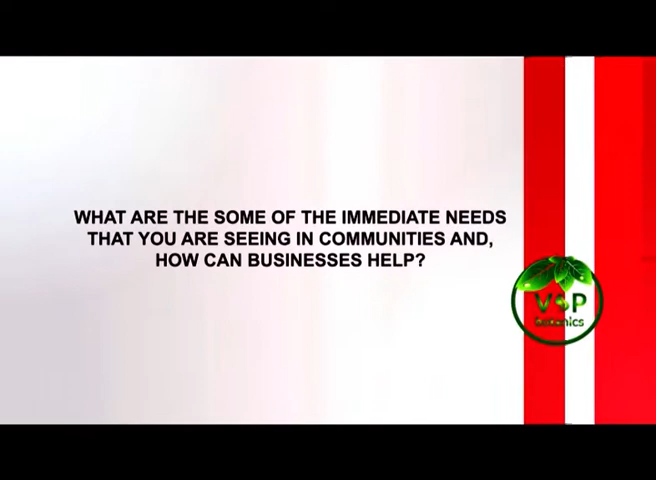 WHAT ARE THE SOME OF THE IMMEDIATE NEEDS
THAT YOU ARE SEEING IN COMMUNITIES AND,
HOW CAN BUSINESSES HELP?
V P
botanics